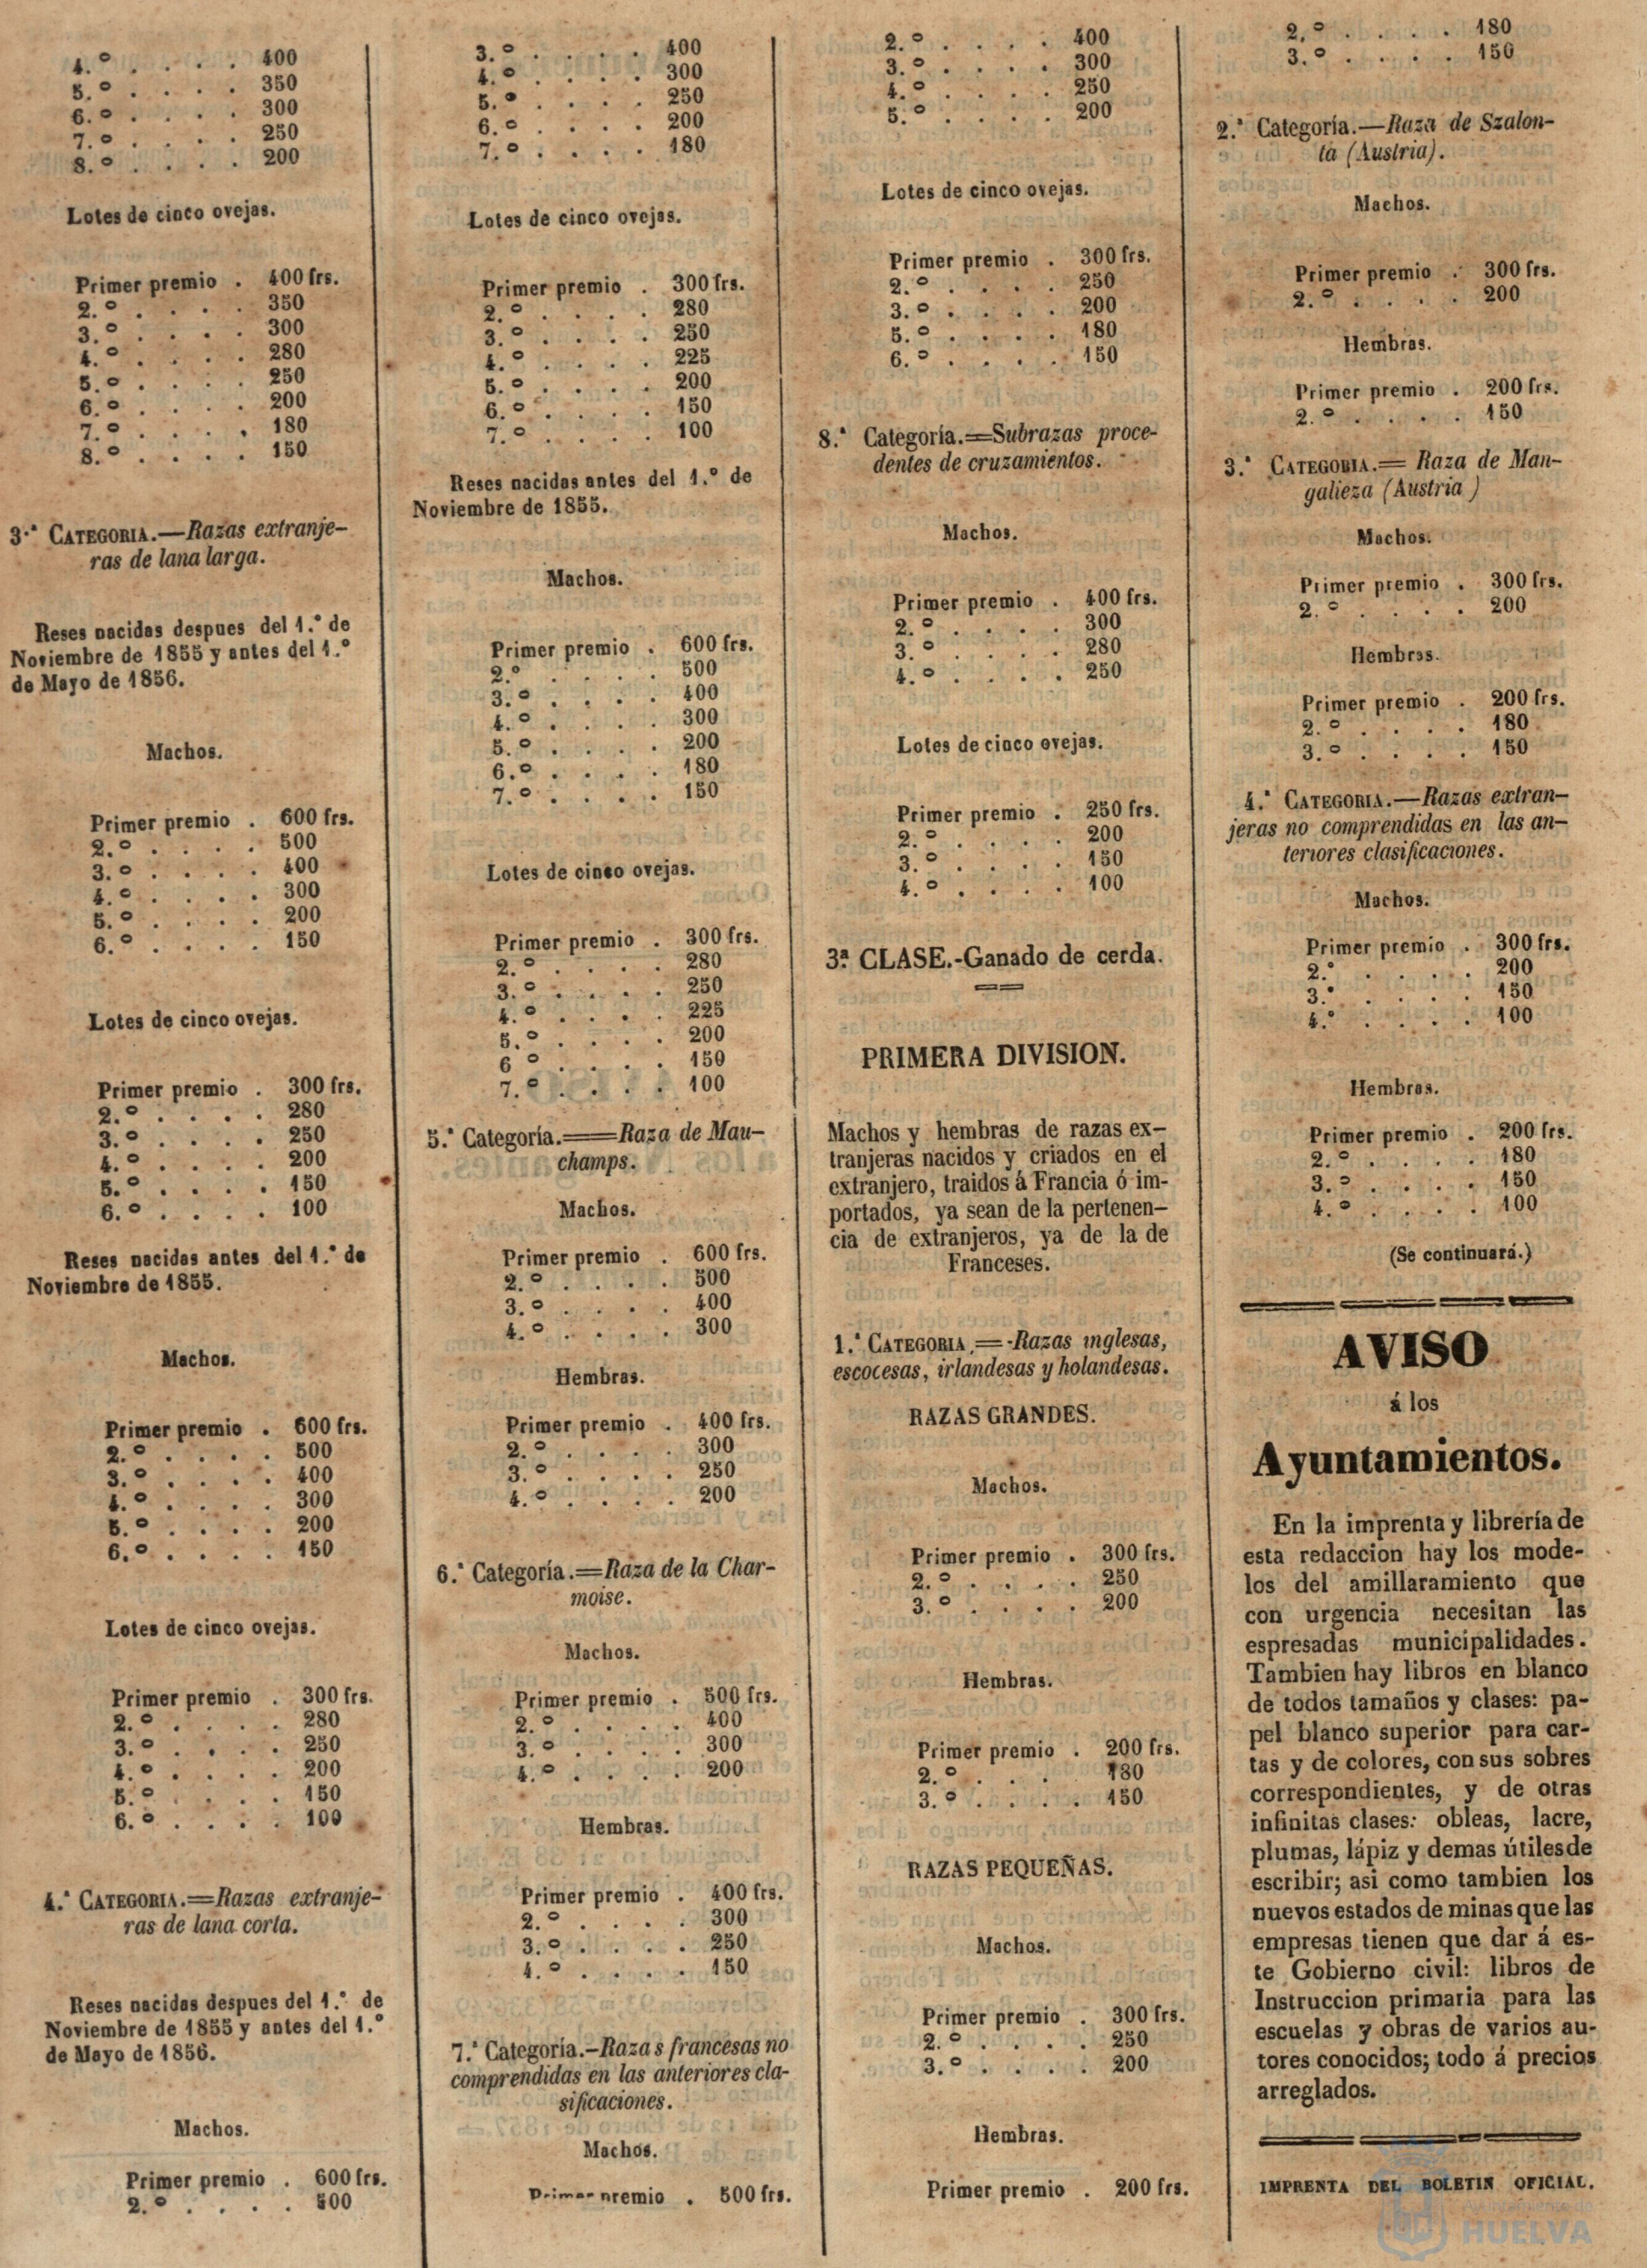 4.º . . . . 400
5.º . . . . 350
6.º . . . . 300
7.º . . . . 250
8.º . . . . 200
Lotes de cinco ovejas.
Primer premio . 400 frs.
2.º . . . . 350
3.º . . . . 300
4.º . . . . 280
5.º . . . . 250
6.º . . . . 200
7.º . . . . 180
8.º . . . . 150
3.ª CATEGORIA.—Razas extranje-
ras de lana larga.
Reses nacidas despues del 1.º de
Noviembre de 1855 y antes del 1.º
de Mayo de 1856.
Machos.
Primer premio . 600 frs.
2.º . . . . 500
3.º . . . . 400
4.º . . . . 300
5.º . . . . 200
6.º . . . . 150
Lotes de cinco ovejas.
Primer premio . 300 frs.
2.º . . . . 280
3.º . . . . 250
4.º . . . . 200
5.º . . . . 150
6.º . . . . 100
Reses nacidas antes del 1.º de
Noviembre de 1855.
Machos.
Primer premio . 600 frs.
2.º . . . . 500
3.º . . . . 400
4.º . . . . 300
5.º . . . . 200
6.º . . . . 150
Lotes de cinco ovejas.
Primer premio . 300 frs.
2.º . . . . 280
3.º . . . . 250
4.º . . . . 200
5.º . . . . 150
6.º . . . . 100
4.ª CATEGORIA.=Razas extranje-
ras de lana corta.
Reses nacidas despues del 1.º de
Noviembre de 1855 y antes del 1.º
de Mayo de 1856.
Machos.
Primer premio . 600 frs.
2.º . . . . 500
3.º . . . . 400
4.º . . . . 300
5.º . . . . 250
6.º . . . . 200
7.º . . . . 180
Lotes de cinco ovejas.
Primer premio . 300 frs.
2.º . . . . 280
3.º . . . . 250
4.º . . . . 225
5.º . . . . 200
6.º . . . . 150
7.º . . . . 100
Reses nacidas antes del 1.º de
Noviembre de 1855.
Machos.
Primer premio . 600 frs.
2.º . . . . 500
3.º . . . . 400
4.º . . . . 300
5.º . . . . 200
6.º . . . . 180
7.º . . . . 150
Lotes de cinco ovejas.
Primer premio . 300 frs.
2.º . . . . 280
3.º . . . . 250
4.º . . . . 225
5.º . . . . 200
6 º . . . . 150
7.º . . . . 100
5.ª Categoría.==Raza de Mau-
champs.
Machos.
Primer premio . 600 frs.
2.º . . . . 500
3.º . . . . 400
4.º . . . . 300
Hembras.
Primer premio . 400 frs.
2.º . . . . 300
3.º . . . . 250
4.º . . . . 200
6.ª Categoría.=Raza de la Char-
moise.
Machos.
Primer premio . 500 frs.
2.º . . . . 400
3.º . . . . 300
4.º . . . . 200
Hembras.
Primer premio . 400 frs.
2.º . . . . 300
3.º . . . . 250
4.º . . . . 150
7.ª Categoría.—Razas francesas no
comprendidas en las anteriores cla-
sificaciones.
Machos.
Primer premio . 500 frs.
2.º . . . . 400
3.º . . . . 300
4.º . . . . 250
5.º . . . . 200
Lotes de cinco ovejas.
Primer premio . 300 frs.
2.º . . . . 250
3.º . . . . 200
5.º . . . . 180
6.º . . . . 150
8.ª Categoría.=Subrazas proce-
dentes de cruzamientos.
Machos.
Primer premio . 400 frs.
2.º . . . . 300
3.º . . . . 280
4.º . . . . 250
Lotes de cinco ovejas.
Primer premio . 250 frs.
2.º . . . . 200
3.º . . . . 150
4.º . . . . 100
3.ª CLASE.-Ganado de cerda.
PRIMERA DIVISION.
Machos y hembras de razas ex-
tranjeras nacidos y criados en el
extranjero, traidos á Francia ó im-
portados, ya sean de la pertenen-
cia de extranjeros, ya de la de
Franceses.
1.ª CATEGORIA.=-Razas inglesas,
escocesas, irlandesas y holandesas.
RAZAS GRANDES.
Machos.
Primer premio . 300 frs.
2.º . . . . 250
3.º . . . . 200
Hembras.
Primer premio . 200 frs.
2.º . . . 180
3.º . . . . 150
RAZAS PEQUEÑAS.
Machos.
Primer premio . 300 frs.
2.º . . . . 250
3.º . . . . 200
Hembras.
Primer premio . 200 frs.
2.º . . . . 180
3.º . . . . 150
2.ª Categoría.—Raza de Szalon-
ta (Austria).
Machos.
Primer premio . 300 frs.
2.º . . . . 200
Hembras.
Primer premio . 200 frs.
2.º . . . . 150
3.ª CATEGORIA.= Raza de Man-
galieza (Austria )
Machos.
Primer premio . 300 frs.
2.º . . . . 200
Hembras.
Primer premio . 200 frs.
2.º . . . . 180
3.º . . . . 150
4.ª CATEGORIA.—Razas extran-
jeras no comprendidas en las an-
teriores clasificaciones.
Machos.
Primer premio . 300 frs.
2.º . . . . 200
3.º . . . . 150
4.º . . . . 100
Hembras.
Primer premio . 200 frs.
2.º . . . . 180
3.º . . . . 150
4.º . . . . 100
(Se continuará.)
AVISO
á los
Ayuntamientos.
En la imprenta y librería de
esta redaccion hay los mode-
los del amillaramiento que
con urgencia necesitan las
espresadas municipalidades.
Tambien hay libros en blanco
de todos tamaños y clases: pa-
pel blanco superior para car-
tas y de colores, con sus sobres
correspondientes, y de otras
infinitas clases: obleas, lacre,
plumas, lápiz y demas útiles de
escribir; asi como tambien los
nuevos estados de minas que las
empresas tienen que dar á es-
te Gobierno civil: libros de
Instruccion primaria para las
escuelas y obras de varios au-
tores conocidos; todo á precios
arreglados.
IMPRENTA DEL BOLETIN OFICIAL.
Ayuntamiento de
HUELVA